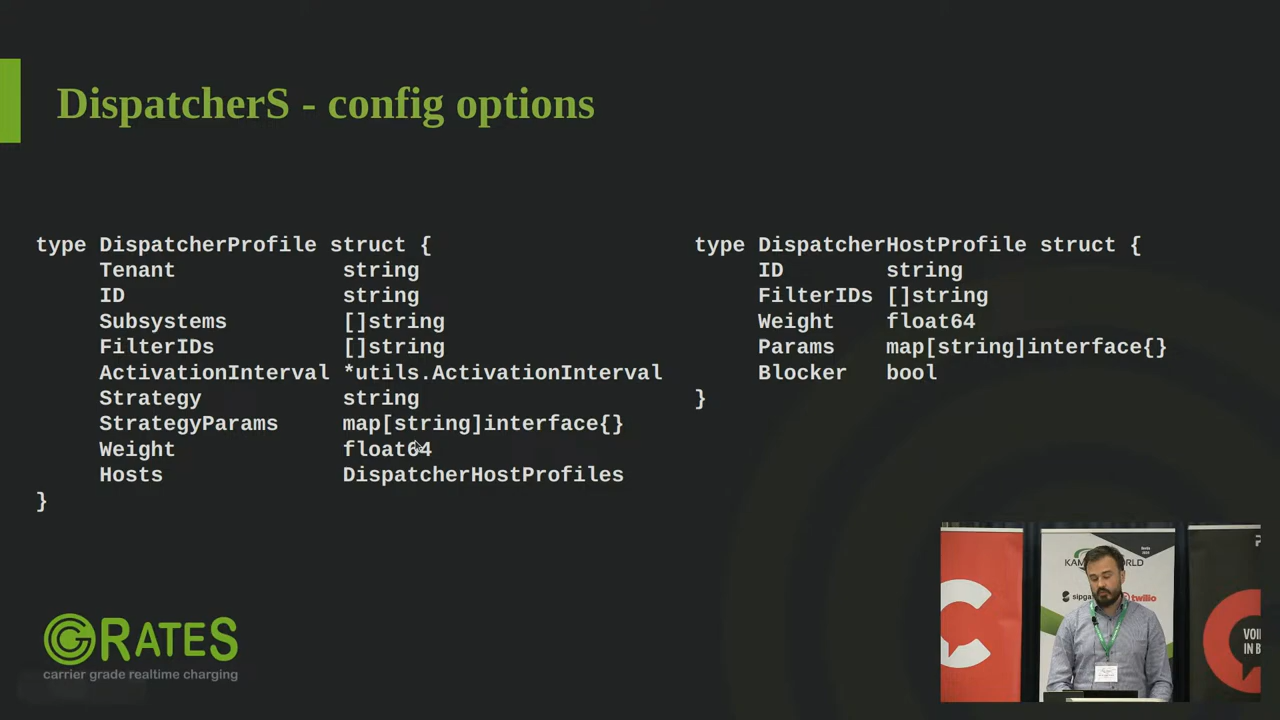 DispatcherS - config options
type DispatcherProfile struct {
Tenant string
ID string
Subsystems []string
FilterIDs []string
ActivationInterval *utils.ActivationInterval
Strategy string
StrategyParams map[string]interface{}
Weight float64
Hosts DispatcherHostProfiles
}
type DispatcherHostProfile struct {
ID string
FilterIDs []string
Weight float64
Params map[string]interface{}
Blocker bool
}
CGRATES
carrier grade realtime charging
twilio